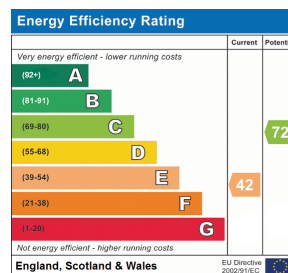 Energy Efficiency Rating
Current Potenti
Very energy efficient - lower running costs
(92+) A
(81-91) B
(69-80) C
72
(55-68) D
(39-54) E
42
(21-38) F
(1-20) G
Not energy efficient - higher running costs
England, Scotland & Wales
EU Directive
2002/91/EC